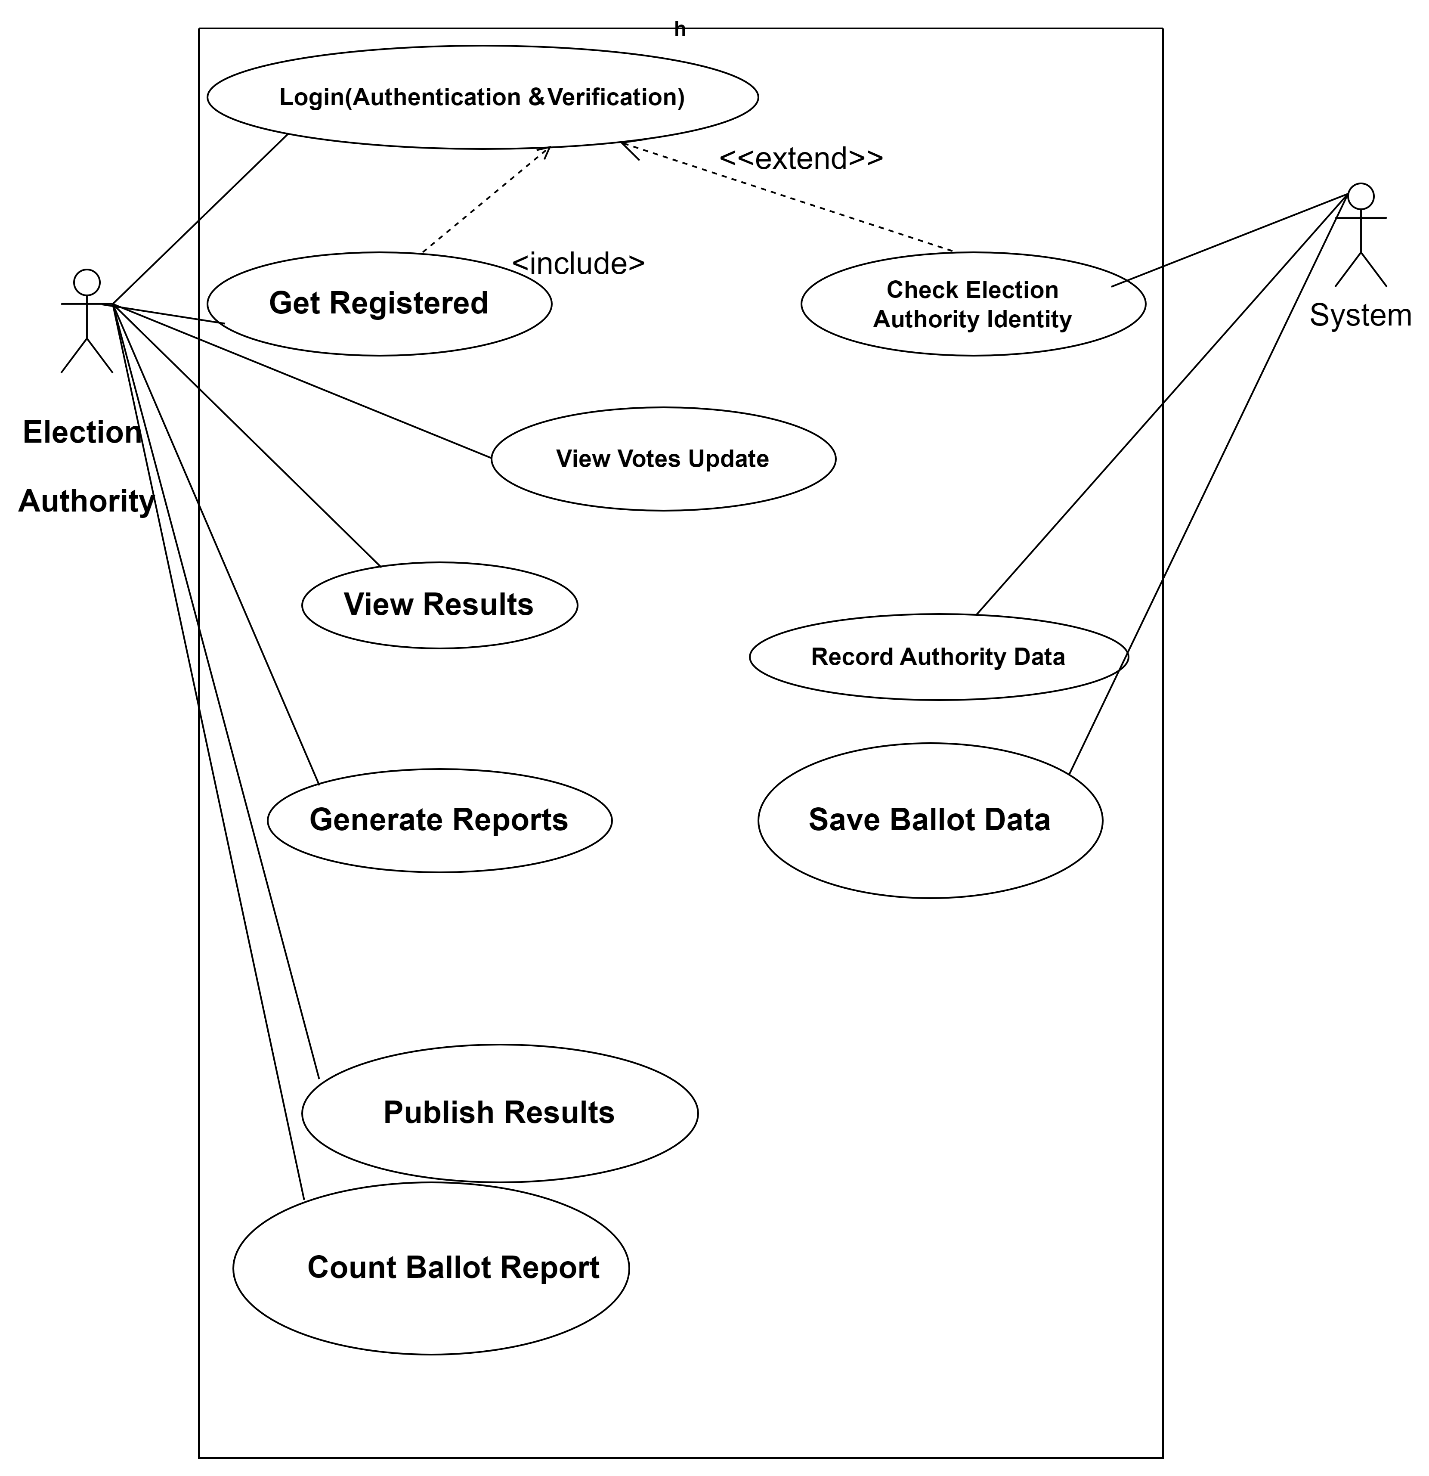 h
Login(Authentication &Verification)
<<extend>>
<include>
Get Registered
Check Election
Authority Identity
System
Election
Authority
View Votes Update
View Results
Record Authority Data
Generate Reports
Save Ballot Data
Publish Results
Count Ballot Report